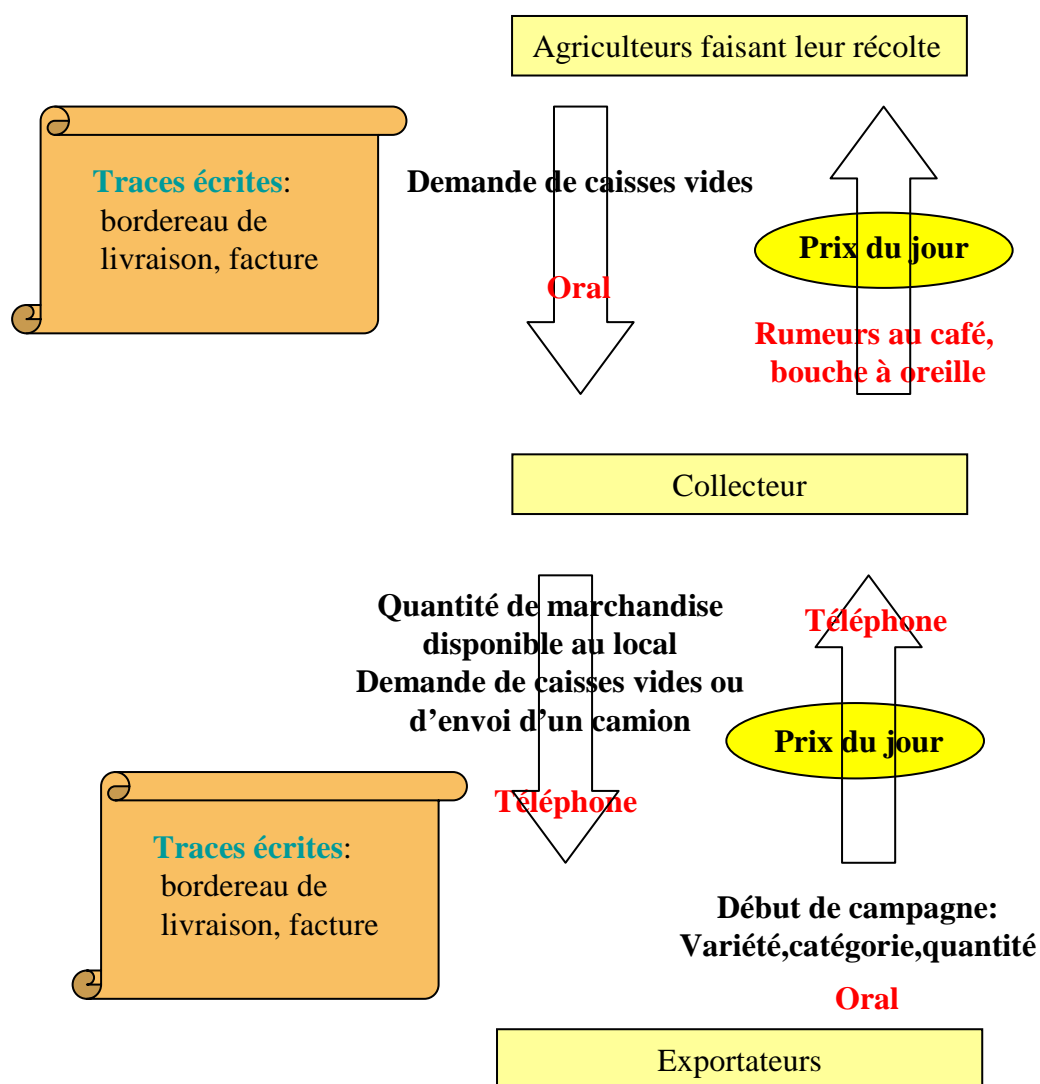 Agriculteurs faisant leur récolte
Traces écrites:
bordereau de
livraison, facture
Demande de caisses vides
Oral
Prix du jour
Rumeurs au café,
bouche à oreille
Collecteur
Quantité de marchandise
disponible au local
Demande de caisses vides ou
d’envoi d’un camion
Téléphone
Téléphone
Prix du jour
Traces écrites:
bordereau de
livraison, facture
Début de campagne:
Variété,catégorie,quantité
Oral
Exportateurs